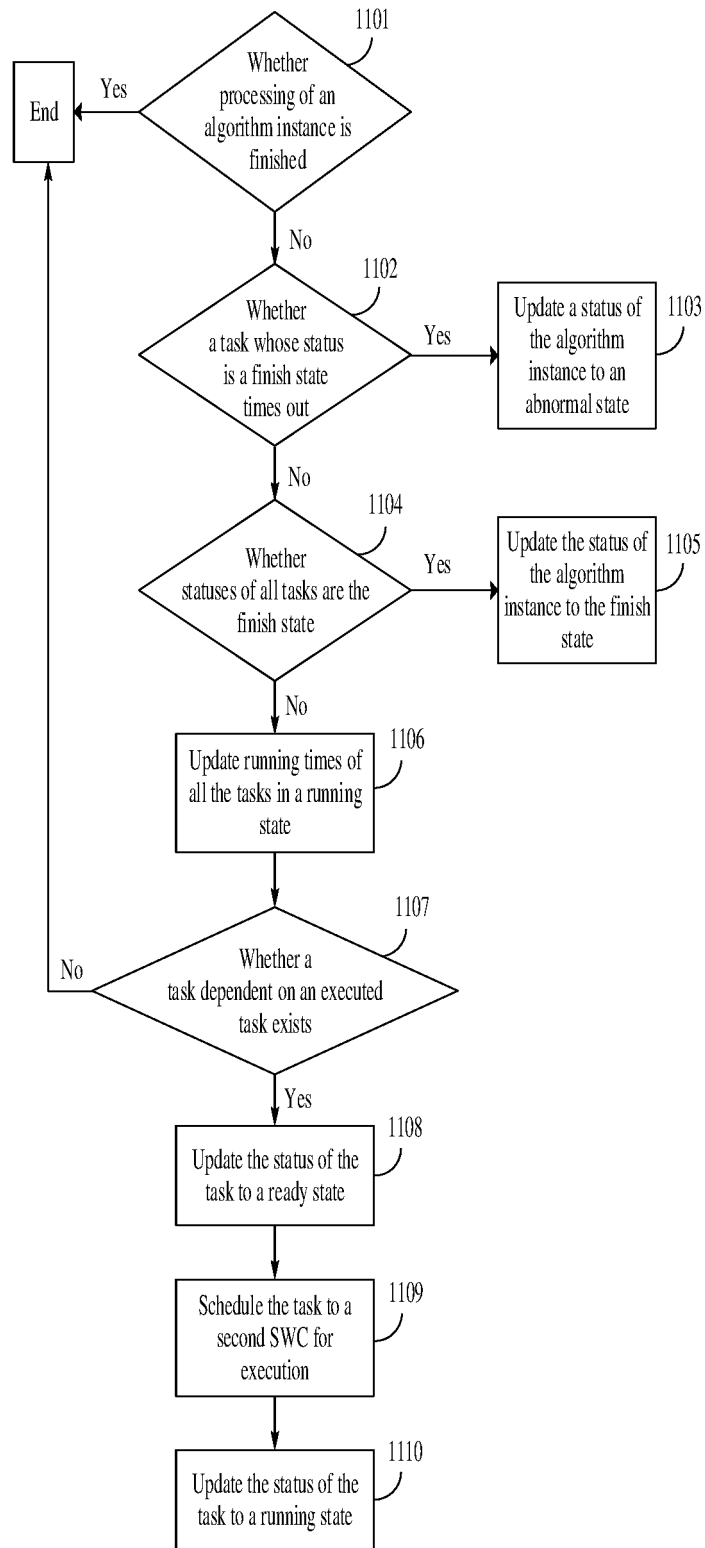 1101
Whether
processing of an
algorithm instance is
finished
Yes
End
No
1102
Whether
a task whose status
is a finish state
times out
Yes
Update a status of
the algorithm
instance to an
abnormal state
1103
No
1104
Whether
statuses of all tasks are the
finish state
Yes
Update the status of
the algorithm
instance to the finish
state
1105
No
1106
Update running times of
all the tasks in a running
state
1107
No
Whether a
task dependent on an executed
task exists
Yes
1108
Update the status of the
task to a ready state
1109
Schedule the task to a
second SWC for
execution
1110
Update the status of the
task to a running state